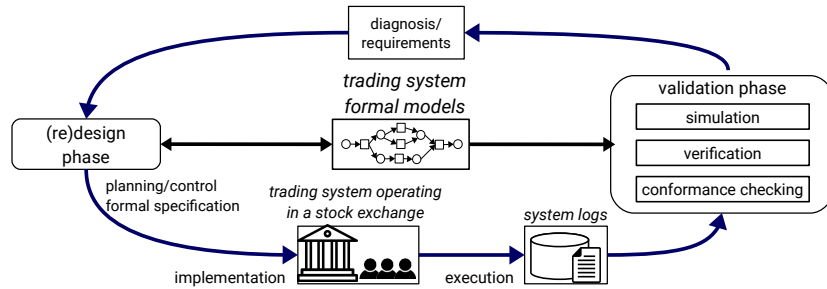 diagnosis/
requirements
trading system
formal models
validation phase
simulation
verification
conformance checking
(re)design
phase
planning/control
formal specification
trading system operating
in a stock exchange
system logs
implementation
execution